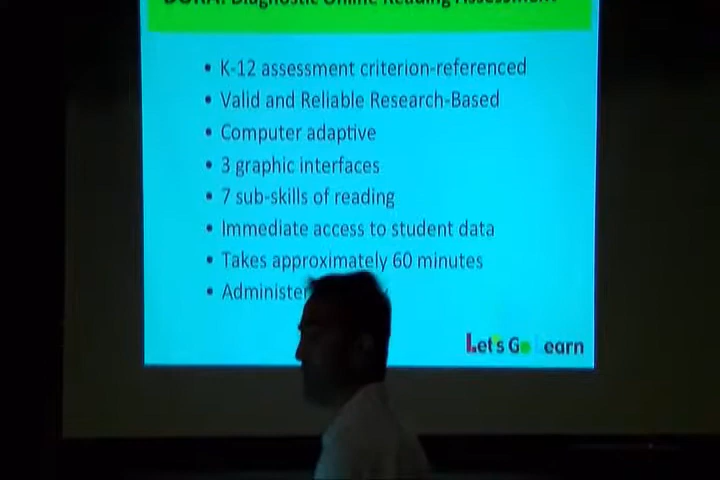 DORA: Diagnostic Online Reading Assessment
• K-12 assessment criterion-referenced
• Valid and Reliable Research-Based
• Computer adaptive
• 3 graphic interfaces
• 7 sub-skills of reading
• Immediate access to student data
• Takes approximately 60 minutes
• Administer
Let's Go Learn